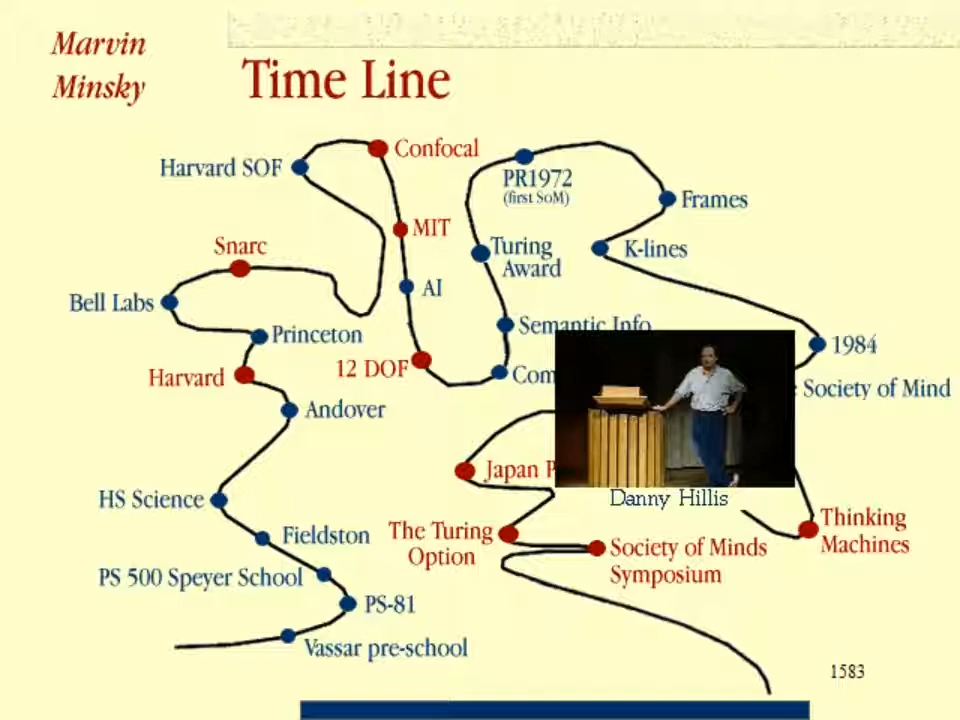 Marvin
Minsky
Time Line
Confocal
Harvard SOF
PR1972
(first SoM)
Frames
MIT
Snarc
Turing
Award
K-lines
AI
Bell Labs
Semantic Info
Princeton
1984
12 DOF
Harvard
Society of Mind
Andover
Japan
HS Science
Danny Hillis
Thinking
Machines
Fieldston
The Turing
Option
Society of Minds
Symposium
PS 500 Speyer School
PS-81
Vassar pre-school
1583